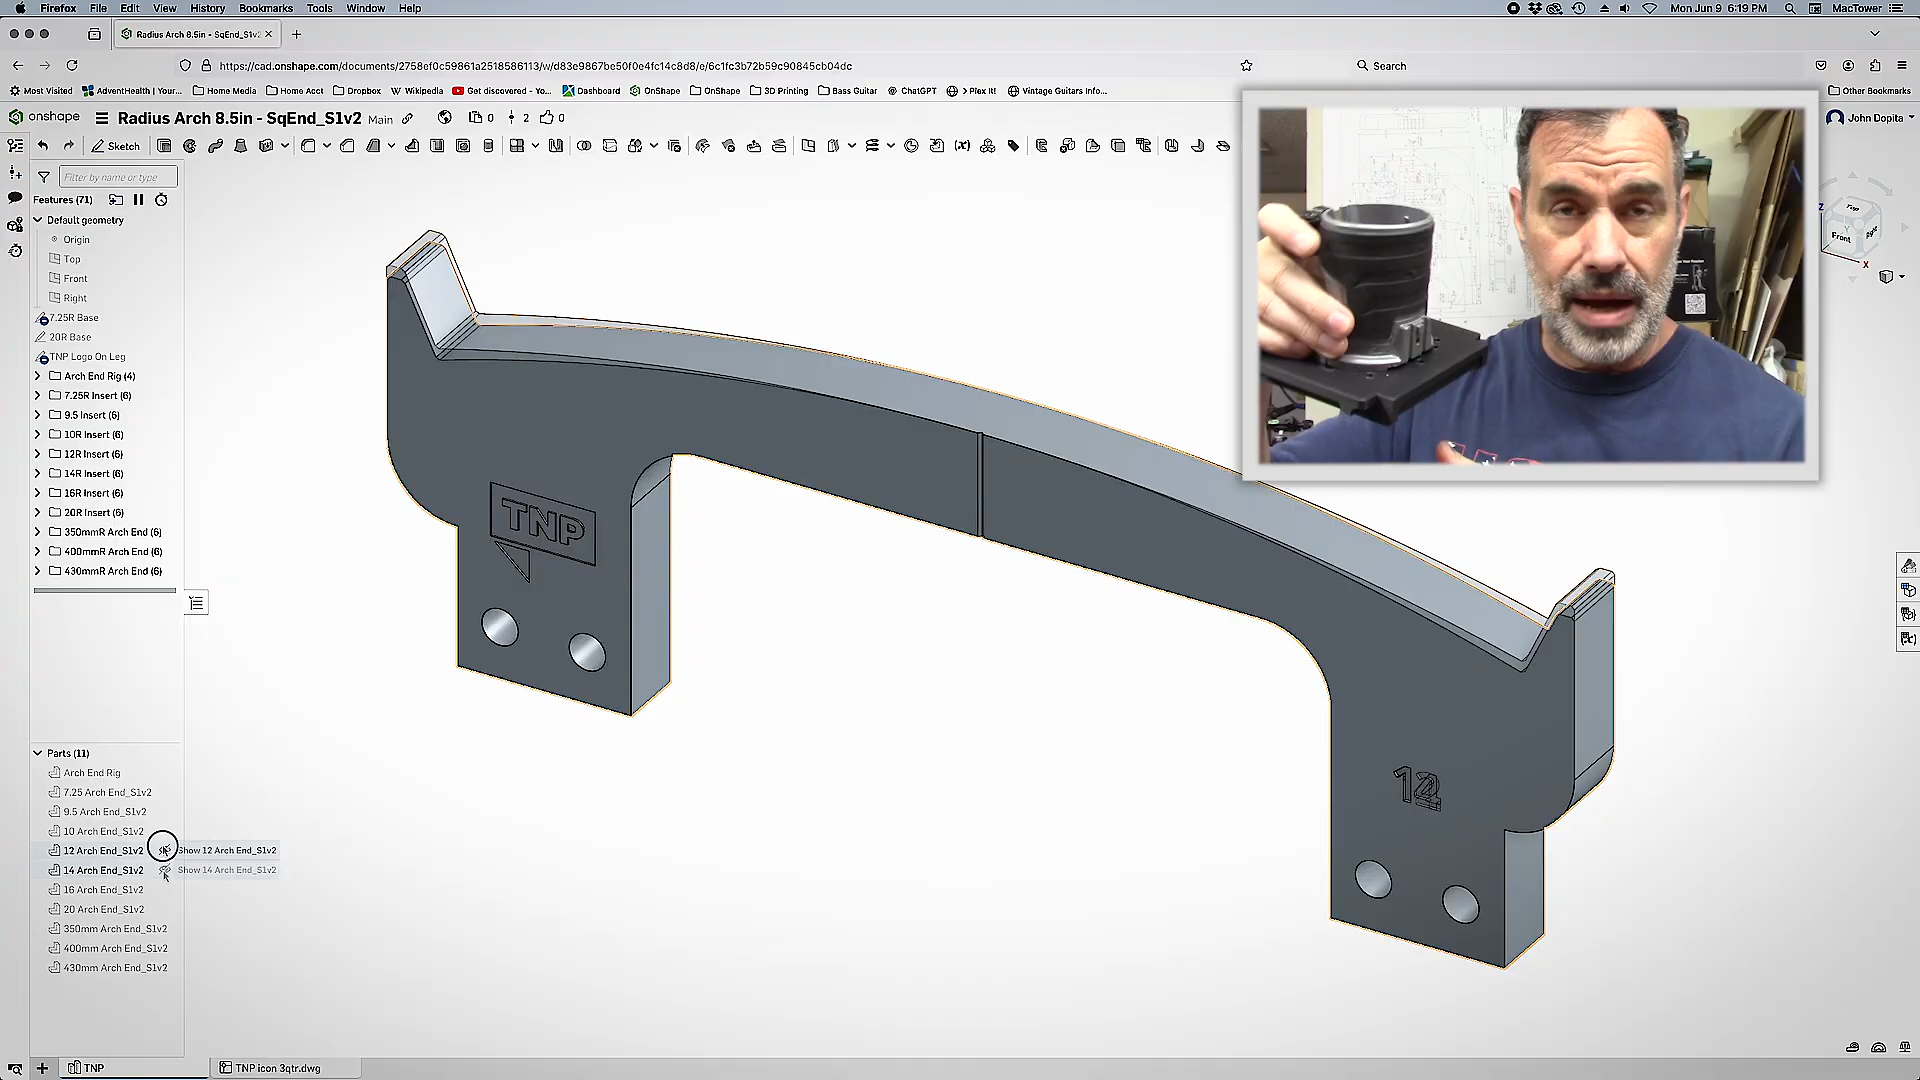 Firefox File Edit View History Bookmarks Tools Window Help
Mon Jun 9 6:19 PM MacTower
Radius Arch 8.5in - SqEnd_S1v2
https://cad.onshape.com/documents/2758ef0c59861a2518586113/w/d83e9867be50f0e4fc14c8d8/e/6c1fc3b72b59c90845cb04dc
Search
Most Visited AdventHealth | Your... Home Media Home Acct Dropbox Wikipedia Get discovered - Yo... Dashboard OnShape OnShape 3D Printing Bass Guitar ChatGPT > Plex It! Vintage Guitars Info... Other Bookmarks
onshape Radius Arch 8.5in - SqEnd_S1v2 Main 0 2 0 John Dopita
Sketch
Filter by name or type
Features (71)
Default geometry
Origin
Top
Front
Right
7.25R Base
20R Base
TNP Logo On Leg
Arch End Rig (4)
7.25R Insert (6)
9.5 Insert (6)
10R Insert (6)
12R Insert (6)
14R Insert (6)
16R Insert (6)
20R Insert (6)
350mmR Arch End (6)
400mmR Arch End (6)
430mmR Arch End (6)
Z
Top
Front
Right
X
TNP
12
Parts (11)
Arch End Rig
7.25 Arch End_S1v2
9.5 Arch End_S1v2
10 Arch End_S1v2
12 Arch End_S1v2 Show 12 Arch End_S1v2
14 Arch End_S1v2 Show 14 Arch End_S1v2
16 Arch End_S1v2
20 Arch End_S1v2
350mm Arch End_S1v2
400mm Arch End_S1v2
430mm Arch End_S1v2
TNP TNP icon 3qtr.dwg